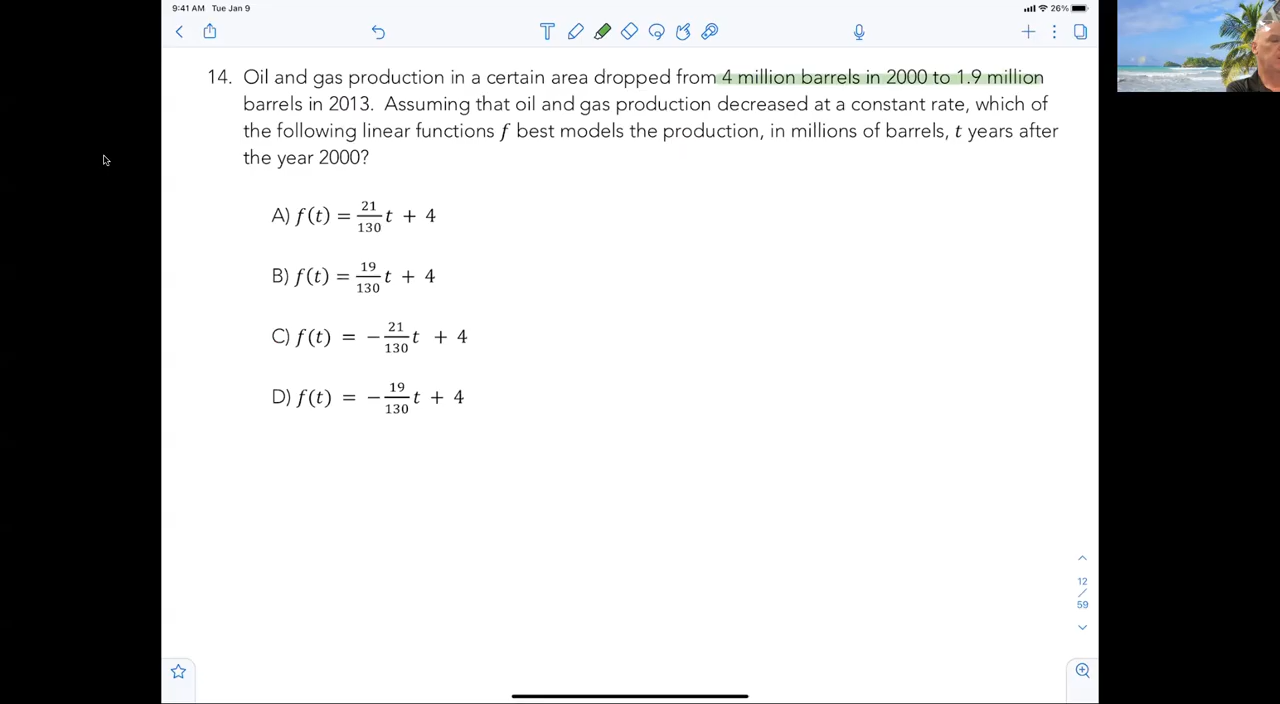 9:41 AM Tue Jan 9
26%
14. Oil and gas production in a certain area dropped from 4 million barrels in 2000 to 1.9 million
barrels in 2013. Assuming that oil and gas production decreased at a constant rate, which of
the following linear functions f best models the production, in millions of barrels, t years after
the year 2000?
A) f(t) = 21/130 t + 4
B) f(t) = 19/130 t + 4
C) f(t) = −21/130 t + 4
D) f(t) = −19/130 t + 4
12
/
59